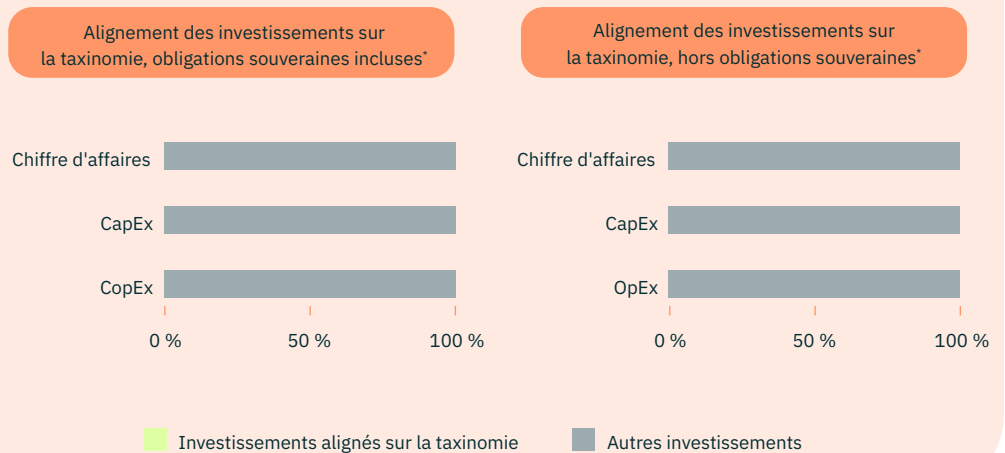 Alignement des investissements sur
la taxinomie, obligations souveraines incluses*
Chiffre d'affaires
CapEx
CopEx
0 %
50 %
100 %
Alignement des investissements sur
la taxinomie, hors obligations souveraines*
Chiffre d'affaires
CapEx
OpEx
0 %
50 %
100 %
Investissements alignés sur la taxinomie
Autres investissements